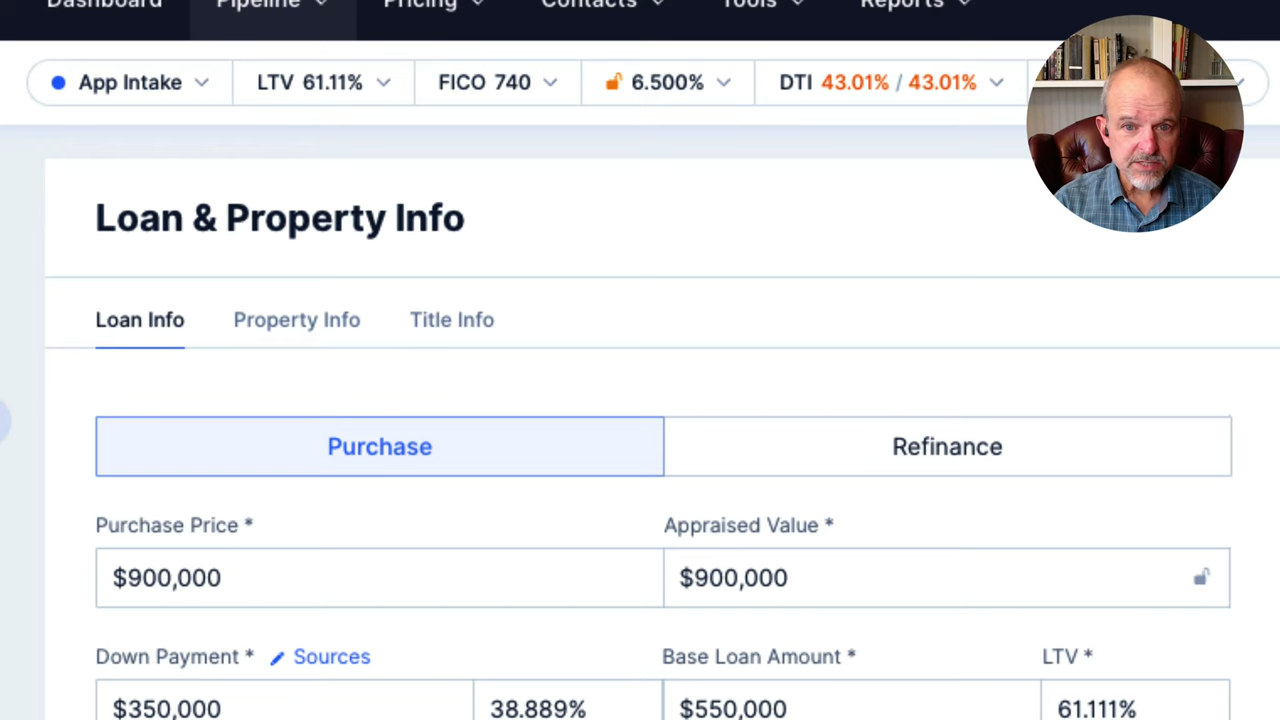 Dashboard Pipeline Pricing Contacts Tools Reports
App Intake LTV 61.11% FICO 740 6.500% DTI 43.01% / 43.01%
Loan & Property Info
Loan Info Property Info Title Info
Purchase Refinance
Purchase Price * Appraised Value *
$900,000 $900,000
Down Payment * Sources Base Loan Amount * LTV *
$350,000 38.889% $550,000 61.111%